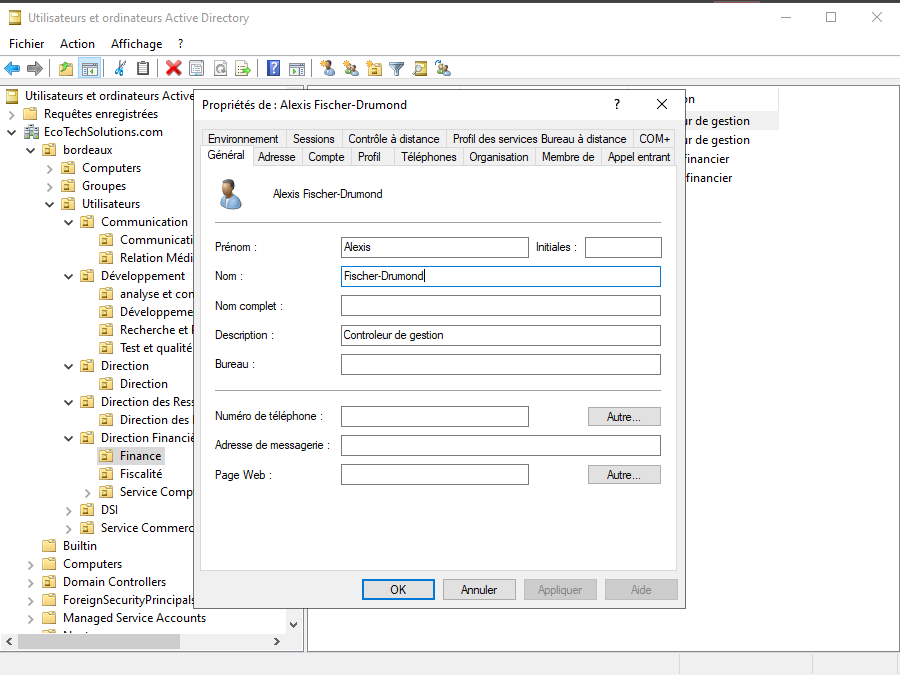 Utilisateurs et ordinateurs Active Directory
Fichier Action Affichage ?
Utilisateurs et ordinateurs Active
Requêtes enregistrées
EcoTechSolutions.com
bordeaux
Computers
Groupes
Utilisateurs
Communication
Communicati
Relation Médi
Développement
analyse et con
Développeme
Recherche et
Test et qualité
Direction
Direction
Direction des Ress
Direction des
Direction Financiè
Finance
Fiscalité
Service Comp
DSI
Service Commerc
Builtin
Computers
Domain Controllers
ForeignSecurityPrincipals
Managed Service Accounts
on
ur de gestion
ur de gestion
financier
financier
Propriétés de : Alexis Fischer-Drumond
?
Environnement Sessions Contrôle à distance Profil des services Bureau à distance COM+
Général Adresse Compte Profil Téléphones Organisation Membre de Appel entrant
Alexis Fischer-Drumond
Prénom : Alexis Initiales :
Nom : Fischer-Drumond
Nom complet :
Description : Controleur de gestion
Bureau :
Numéro de téléphone : Autre...
Adresse de messagerie :
Page Web : Autre...
OK Annuler Appliquer Aide